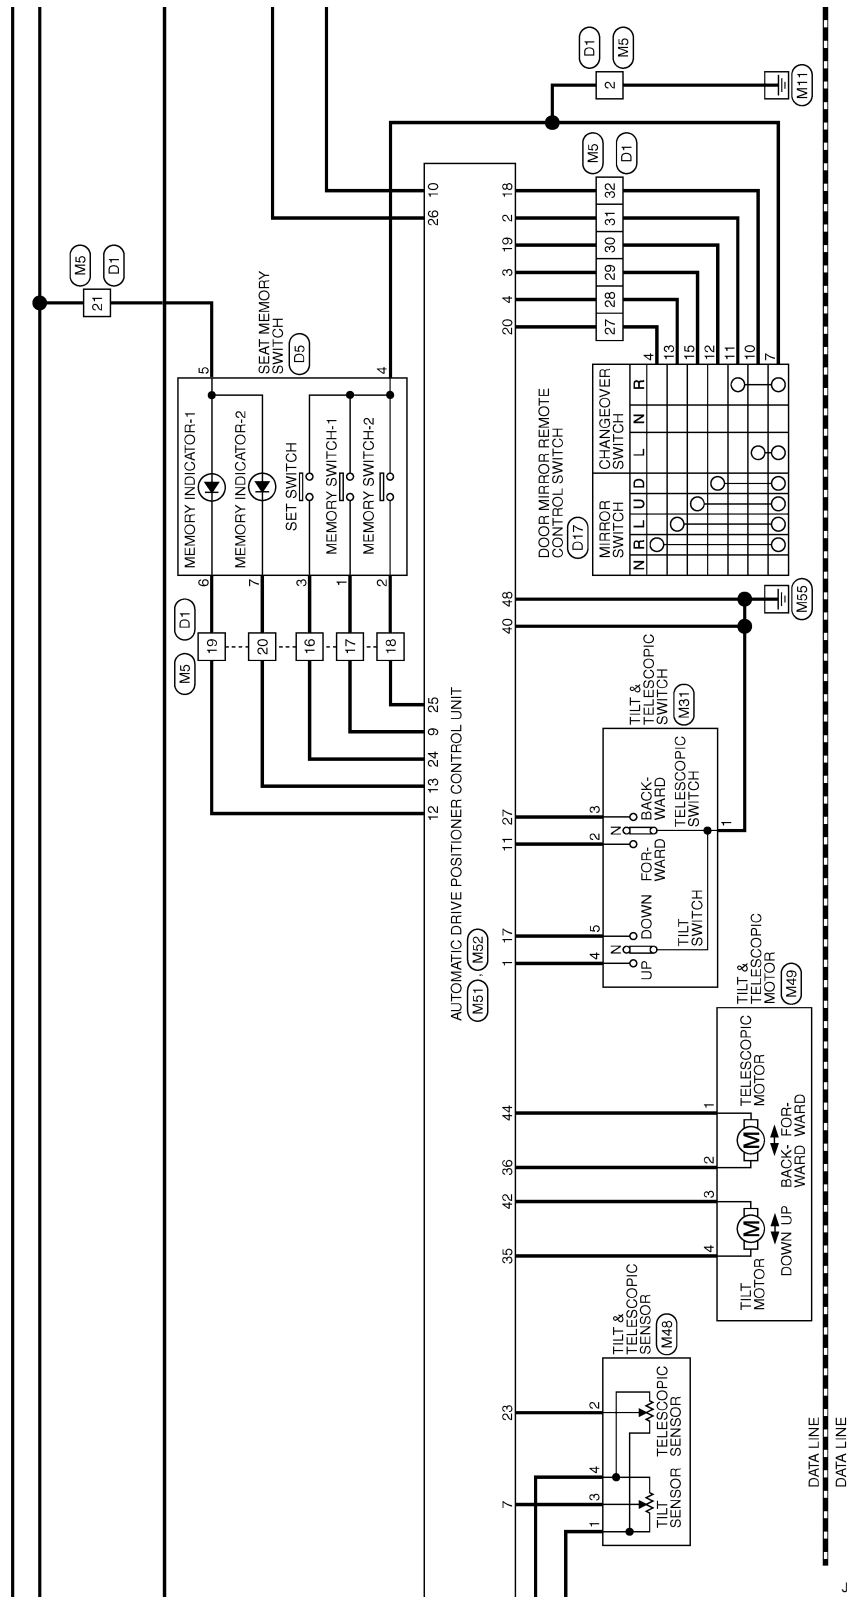 D1
M5
2
M11
M5
D1
10
26
18
2
19
3
4
20
32
31
30
29
28
27
M5
D1
21
SEAT MEMORY
SWITCH
D5
5
4
MEMORY INDICATOR-1
MEMORY INDICATOR-2
SET SWITCH
MEMORY SWITCH-1
MEMORY SWITCH-2
6
7
3
1
2
D1
M5
19
20
16
17
18
25
9
24
13
12
4
13
15
12
11
10
7
DOOR MIRROR REMOTE
CONTROL SWITCH
D17
CHANGEOVER
SWITCH
MIRROR
SWITCH
N R L U D L N R
48
40
M55
AUTOMATIC DRIVE POSITIONER CONTROL UNIT
M51 , M52
TILT &
TELESCOPIC
SWITCH
M31
27
11
17
1
3
2
5
4
1
N
BACK-
WARD
FOR-
WARD
TELESCOPIC
SWITCH
N
DOWN
UP
TILT
SWITCH
TILT &
TELESCOPIC
MOTOR
M49
44
36
42
35
1
2
3
4
TELESCOPIC
MOTOR
M
BACK- FOR-
WARD WARD
M
DOWN UP
TILT
MOTOR
TILT &
TELESCOPIC
SENSOR
M48
23
7
2
4
3
1
TELESCOPIC
SENSOR
TILT
SENSOR
DATA LINE
DATA LINE
J